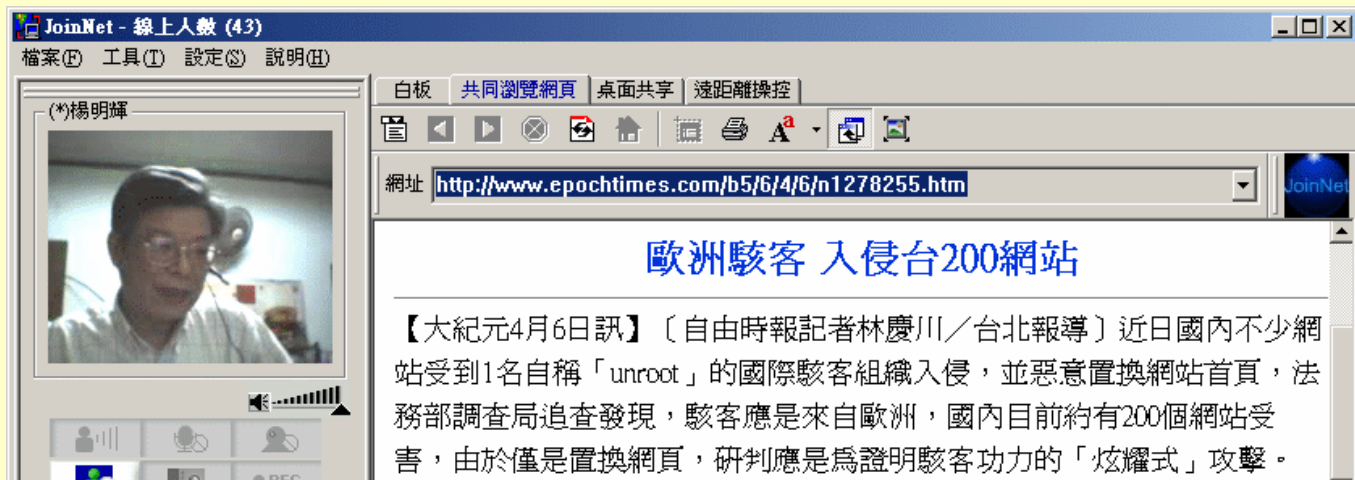 JoinNet - 線上人數 (43)
檔案(F) 工具(T) 設定(S) 說明(H)
(*)楊明輝
白板 共同瀏覽網頁 桌面共享 遠距離操控
網址 http://www.epochtimes.com/b5/6/4/6/n1278255.htm
JoinNet
歐洲駭客 入侵台200網站
【大紀元4月6日訊】〔自由時報記者林慶川／台北報導〕近日國內不少網
站受到1名自稱「unroot」的國際駭客組織入侵，並惡意置換網站首頁，法
務部調查局追查發現，駭客應是來自歐洲，國內目前約有200個網站受
害，由於僅是置換網頁，研判應是為證明駭客功力的「炫耀式」攻擊。